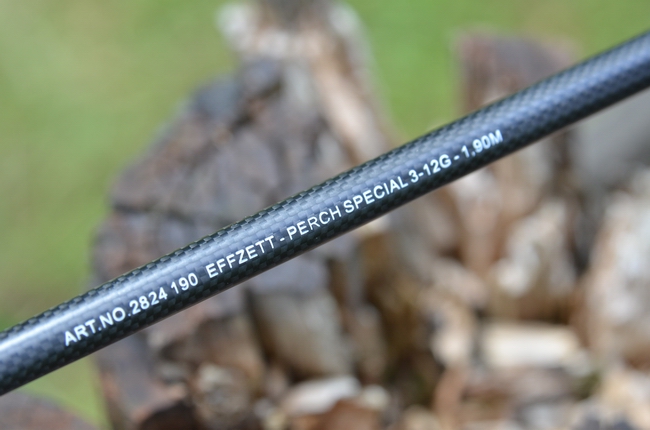 ART.NO.2824 190 EFFZETT - PERCH SPECIAL 3-12G - 1,90M